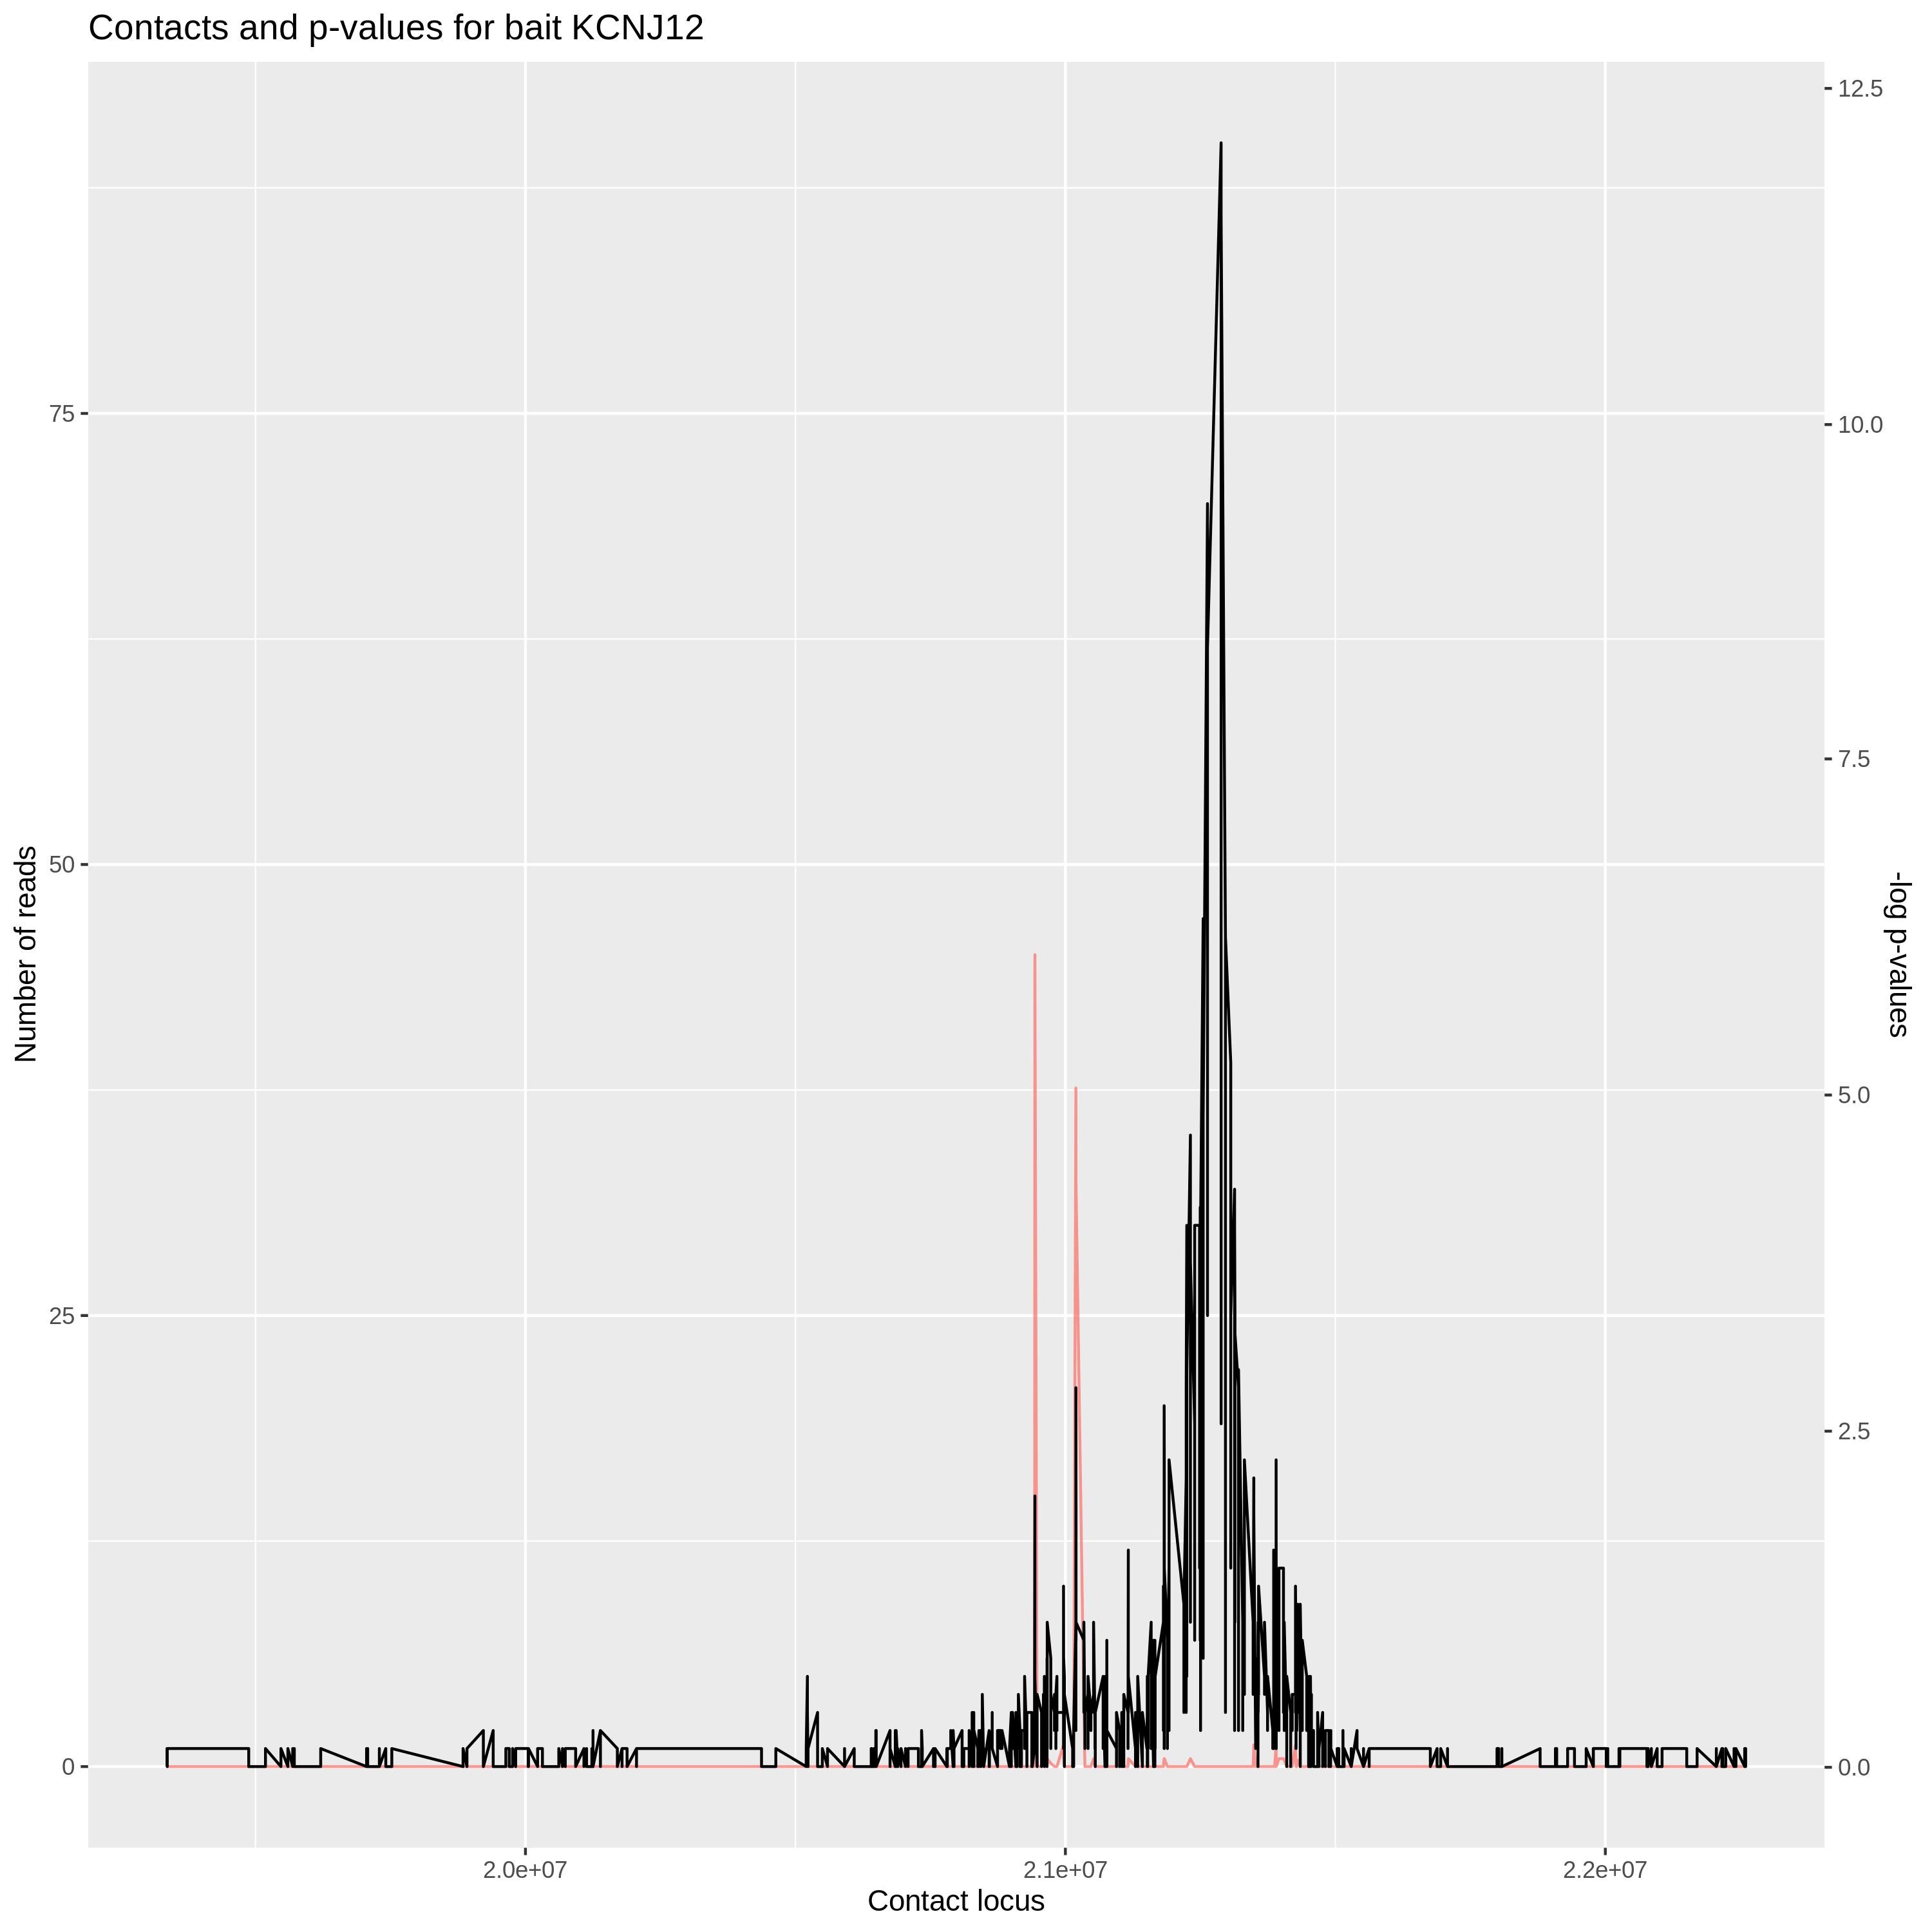 Contacts and p-values for bait KCNJ12
12.5
75
10.0
7.5
50
Number of reads
-log p-values
5.0
25
2.5
0
0.0
2.0e+07
2.1e+07
2.2e+07
Contact locus